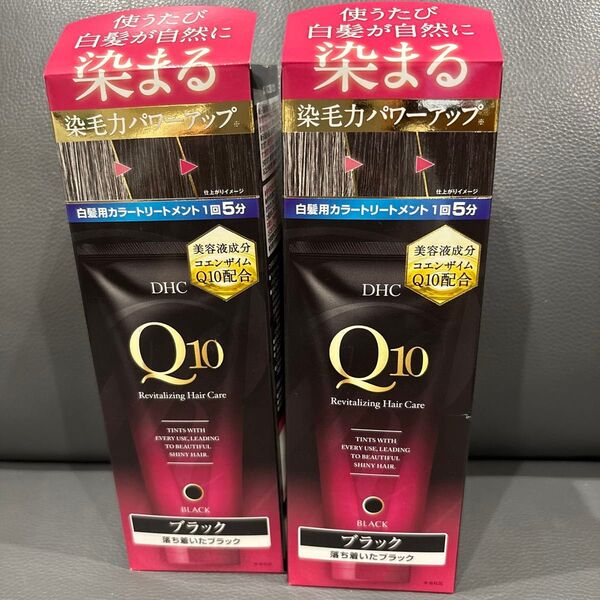 使うたび
白髪が自然に
染まる
染毛力パワーアップ※
仕上がりイメージ
白髪用カラートリートメント1回5分
美容液成分
コエンザイム
Q10配合
DHC
Q10
Revitalizing Hair Care
TINTS WITH
EVERY USE, LEADING
TO BEAUTIFUL
SHINY HAIR.
BLACK
ブラック
落ち着いたブラック
使うたび
白髪が自然に
染まる
染毛力パワーアップ※
仕上がりイメージ
白髪用カラートリートメント1回5分
美容液成分
コエンザイム
Q10配合
DHC
Q10
Revitalizing Hair Care
TINTS WITH
EVERY USE, LEADING
TO BEAUTIFUL
SHINY HAIR.
BLACK
ブラック
落ち着いたブラック